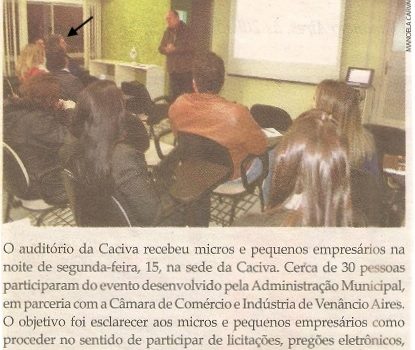 MANOELA CARVA
O auditório da Caciva recebeu micros e pequenos empresários na
noite de segunda-feira, 15, na sede da Caciva. Cerca de 30 pessoas
participaram do evento desenvolvido pela Administração Municipal,
em parceria com a Câmara de Comércio e Indústria de Venâncio Aires.
O objetivo foi esclarecer aos micros e pequenos empresários como
proceder no sentido de participar de licitações, pregões eletrônicos,